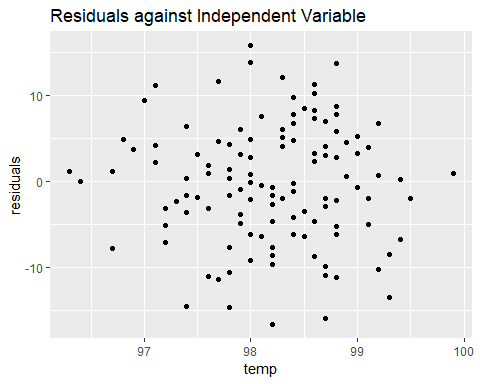 Residuals against Independent Variable
residuals
10
0
-10
97
98
99
100
temp